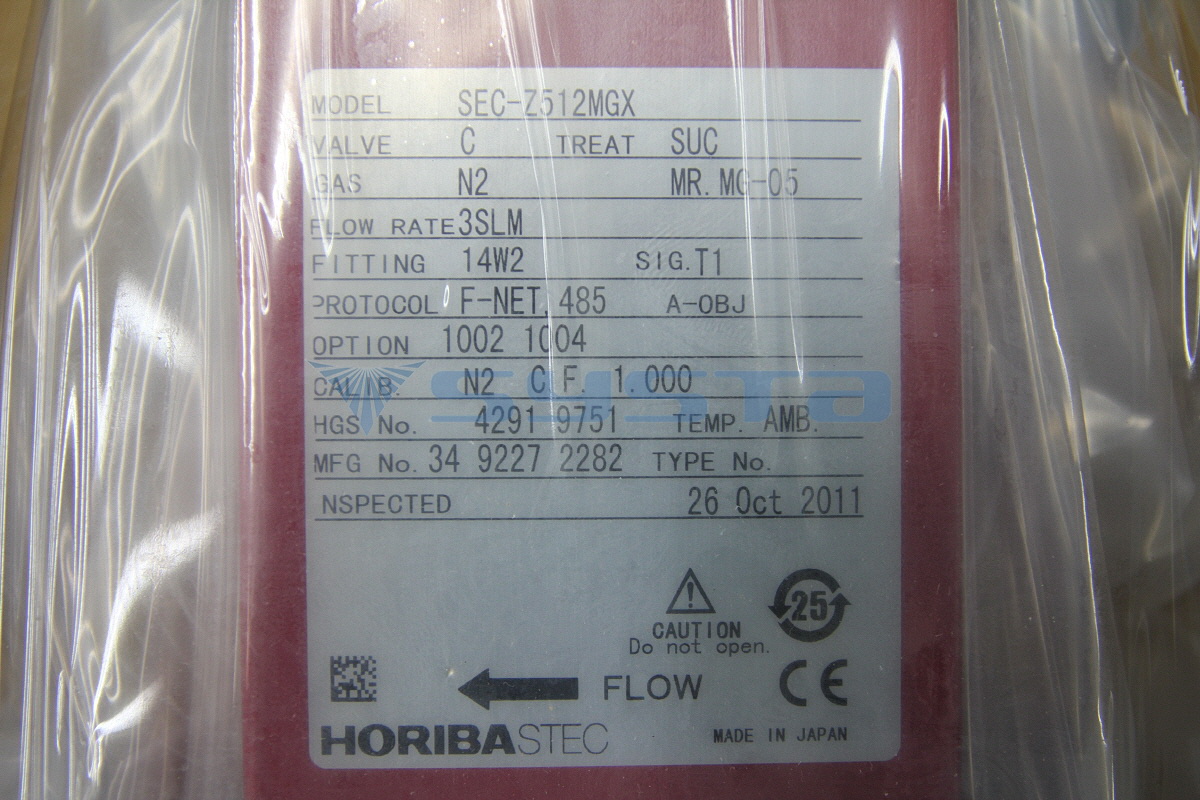 MODEL SEC-Z512MGX
VALVE C TREAT SUC
GAS N2 MR.MG-05
FLOW RATE 3SLM
FITTING 14W2 SIG. T1
PROTOCOL F-NET.485 A-OBJ
OPTION 1002 1004
CALIB. N2 C.F. 1.000
SYSTA
HGS No. 4291 9751 TEMP. AMB.
MFG No. 34 9227 2282 TYPE No.
INSPECTED 26 Oct 2011
25
CAUTION
Do not open.
FLOW CE
HORIBASTEC MADE IN JAPAN